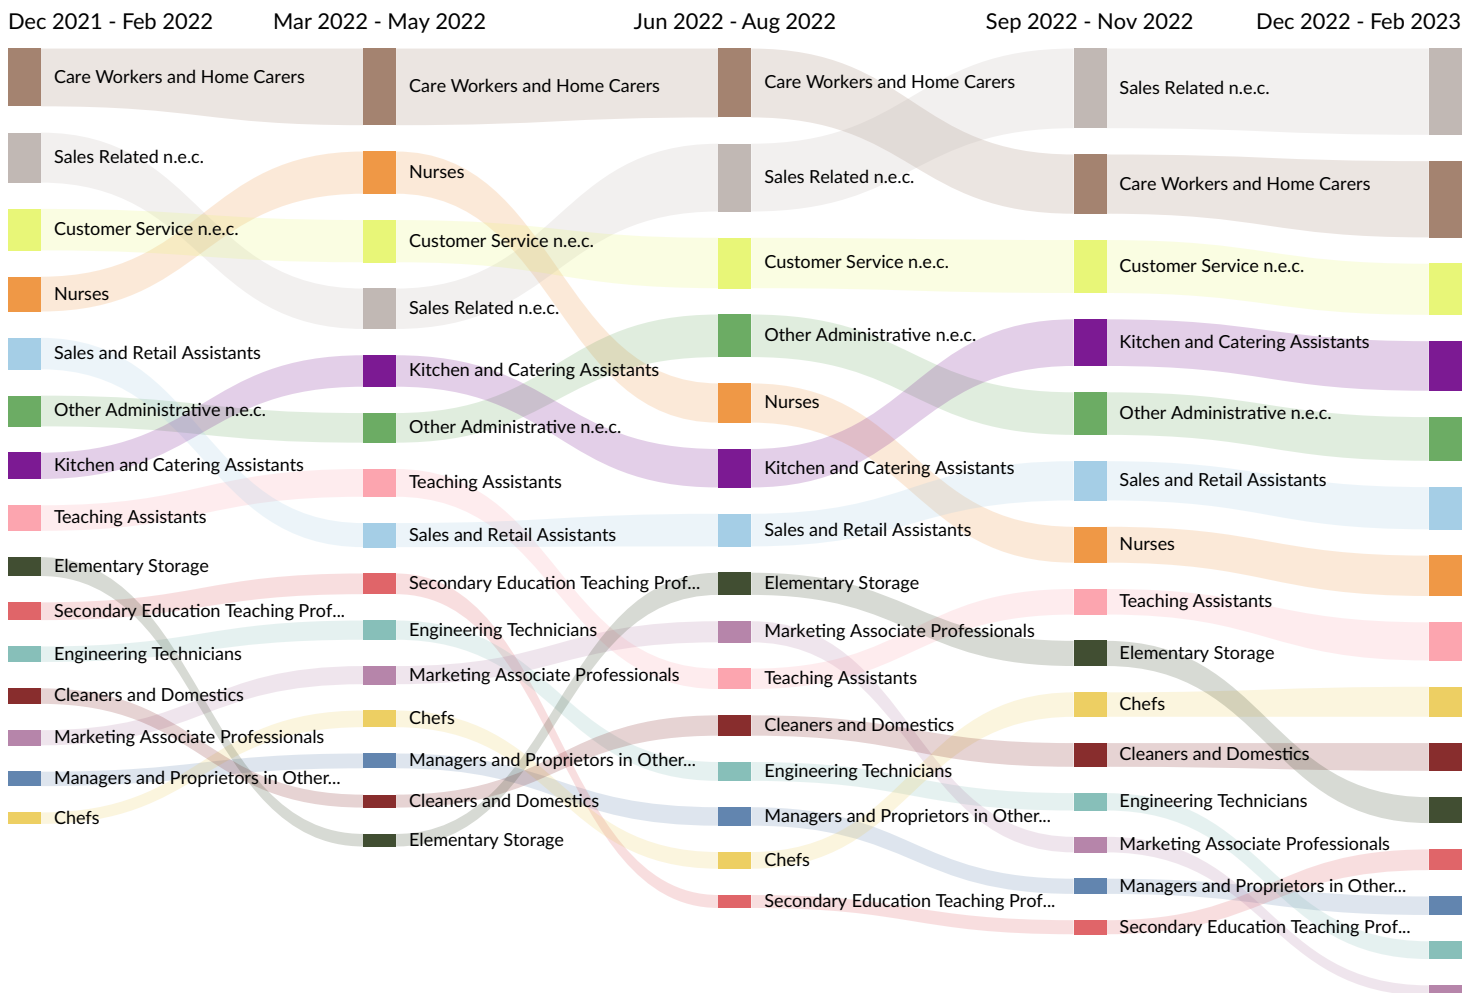 Dec 2021 - Feb 2022
Mar 2022 - May 2022
Jun 2022 - Aug 2022
Sep 2022 - Nov 2022
Dec 2022 - Feb 2023
Care Workers and Home Carers
Sales Related n.e.c.
Customer Service n.e.c.
Nurses
Sales and Retail Assistants
Other Administrative n.e.c.
Kitchen and Catering Assistants
Teaching Assistants
Elementary Storage
Secondary Education Teaching Prof...
Engineering Technicians
Cleaners and Domestics
Marketing Associate Professionals
Managers and Proprietors in Other...
Chefs
Care Workers and Home Carers
Nurses
Customer Service n.e.c.
Sales Related n.e.c.
Kitchen and Catering Assistants
Other Administrative n.e.c.
Teaching Assistants
Sales and Retail Assistants
Secondary Education Teaching Prof...
Engineering Technicians
Marketing Associate Professionals
Chefs
Managers and Proprietors in Other...
Cleaners and Domestics
Elementary Storage
Care Workers and Home Carers
Sales Related n.e.c.
Customer Service n.e.c.
Other Administrative n.e.c.
Nurses
Kitchen and Catering Assistants
Sales and Retail Assistants
Elementary Storage
Marketing Associate Professionals
Teaching Assistants
Cleaners and Domestics
Engineering Technicians
Managers and Proprietors in Other...
Chefs
Secondary Education Teaching Prof...
Sales Related n.e.c.
Care Workers and Home Carers
Customer Service n.e.c.
Kitchen and Catering Assistants
Other Administrative n.e.c.
Sales and Retail Assistants
Nurses
Teaching Assistants
Elementary Storage
Chefs
Cleaners and Domestics
Engineering Technicians
Marketing Associate Professionals
Managers and Proprietors in Other...
Secondary Education Teaching Prof...